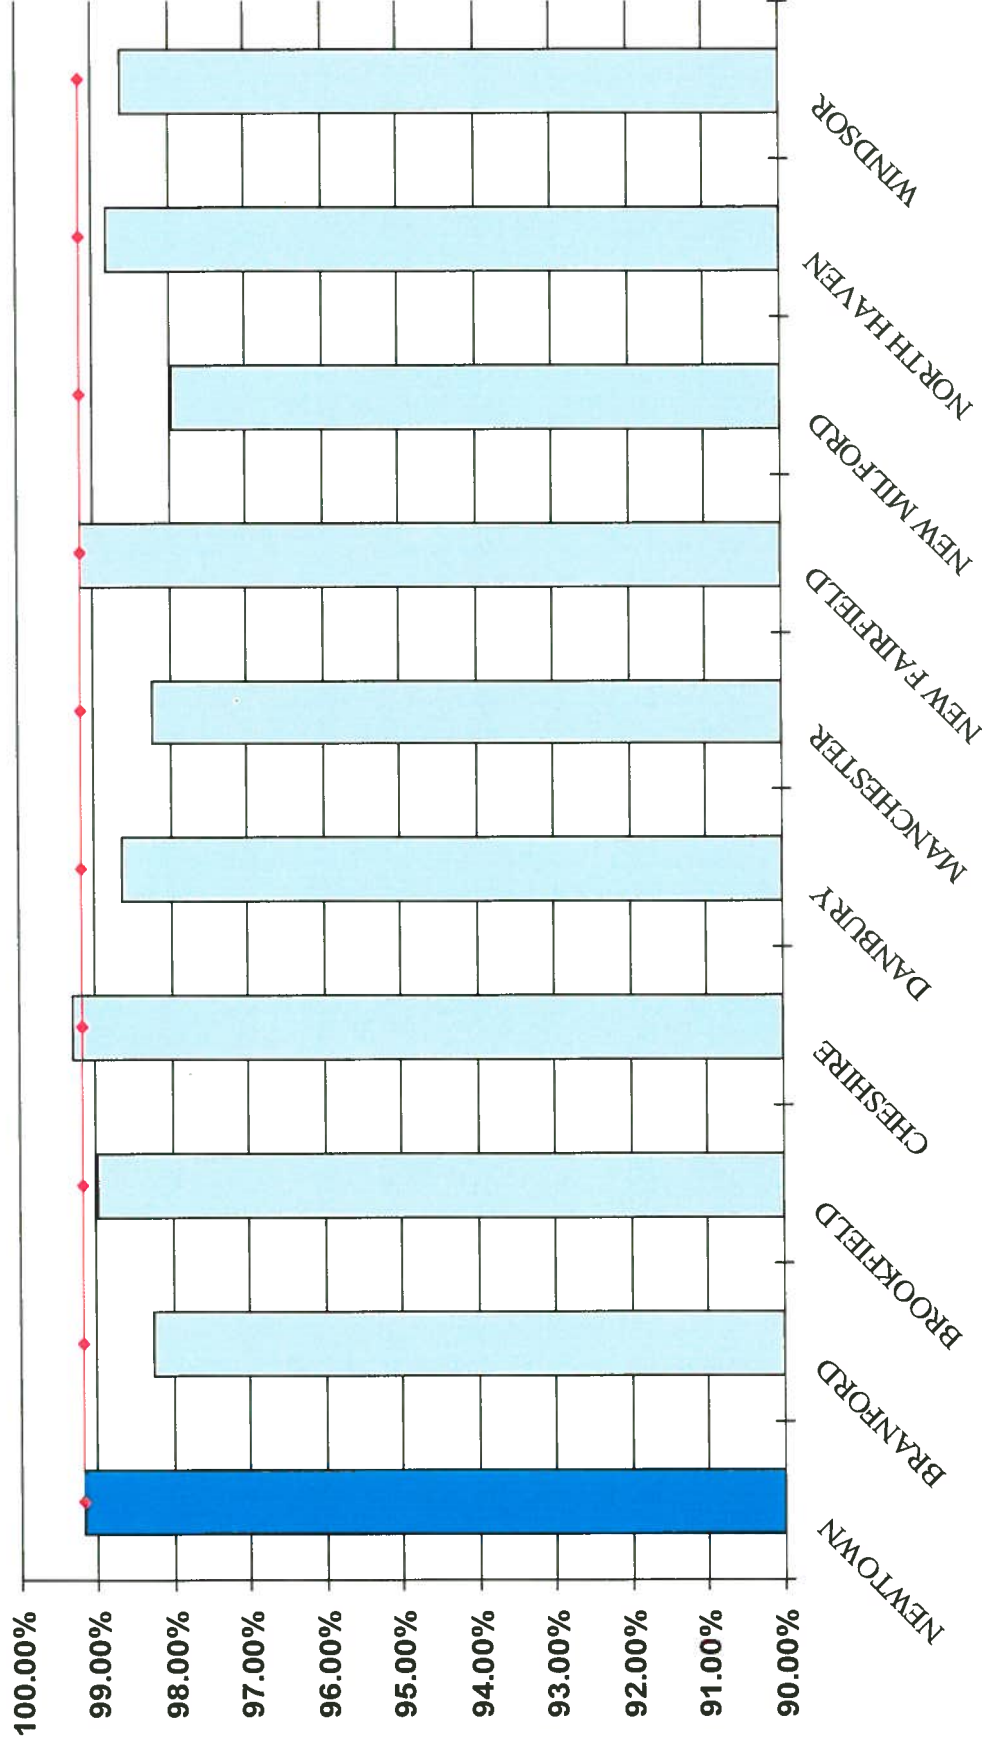 100.00%
99.00%
98.00%
97.00%
96.00%
95.00%
94.00%
93.00%
92.00%
91.00%
90.00%
NEWTOWN
BRANFORD
BROOKFIELD
CHESHIRE
DANBURY
MANCHESTER
NEW FAIRFIELD
NEW MILFORD
NORTH HAVEN
WINDSOR